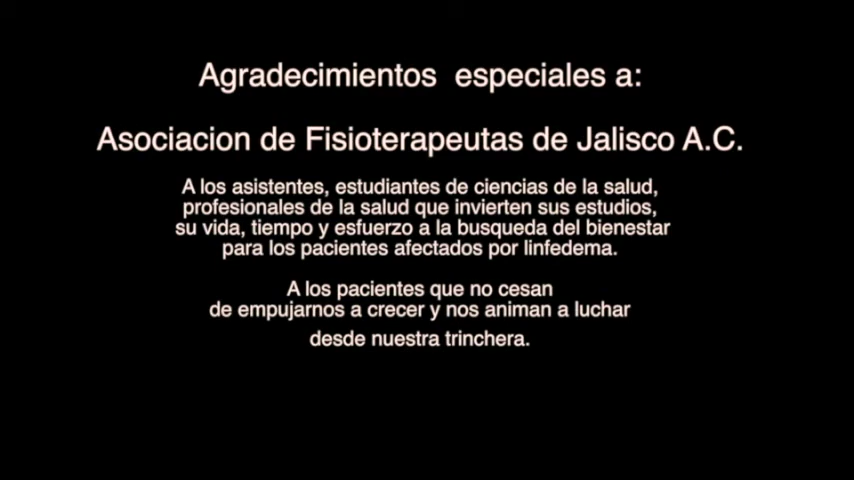 Agradecimientos especiales a:
Asociacion de Fisioterapeutas de Jalisco A.C.
A los asistentes, estudiantes de ciencias de la salud,
profesionales de la salud que invierten sus estudios,
su vida, tiempo y esfuerzo a la busqueda del bienestar
para los pacientes afectados por linfedema.
A los pacientes que no cesan
de empujarnos a crecer y nos animan a luchar
desde nuestra trinchera.